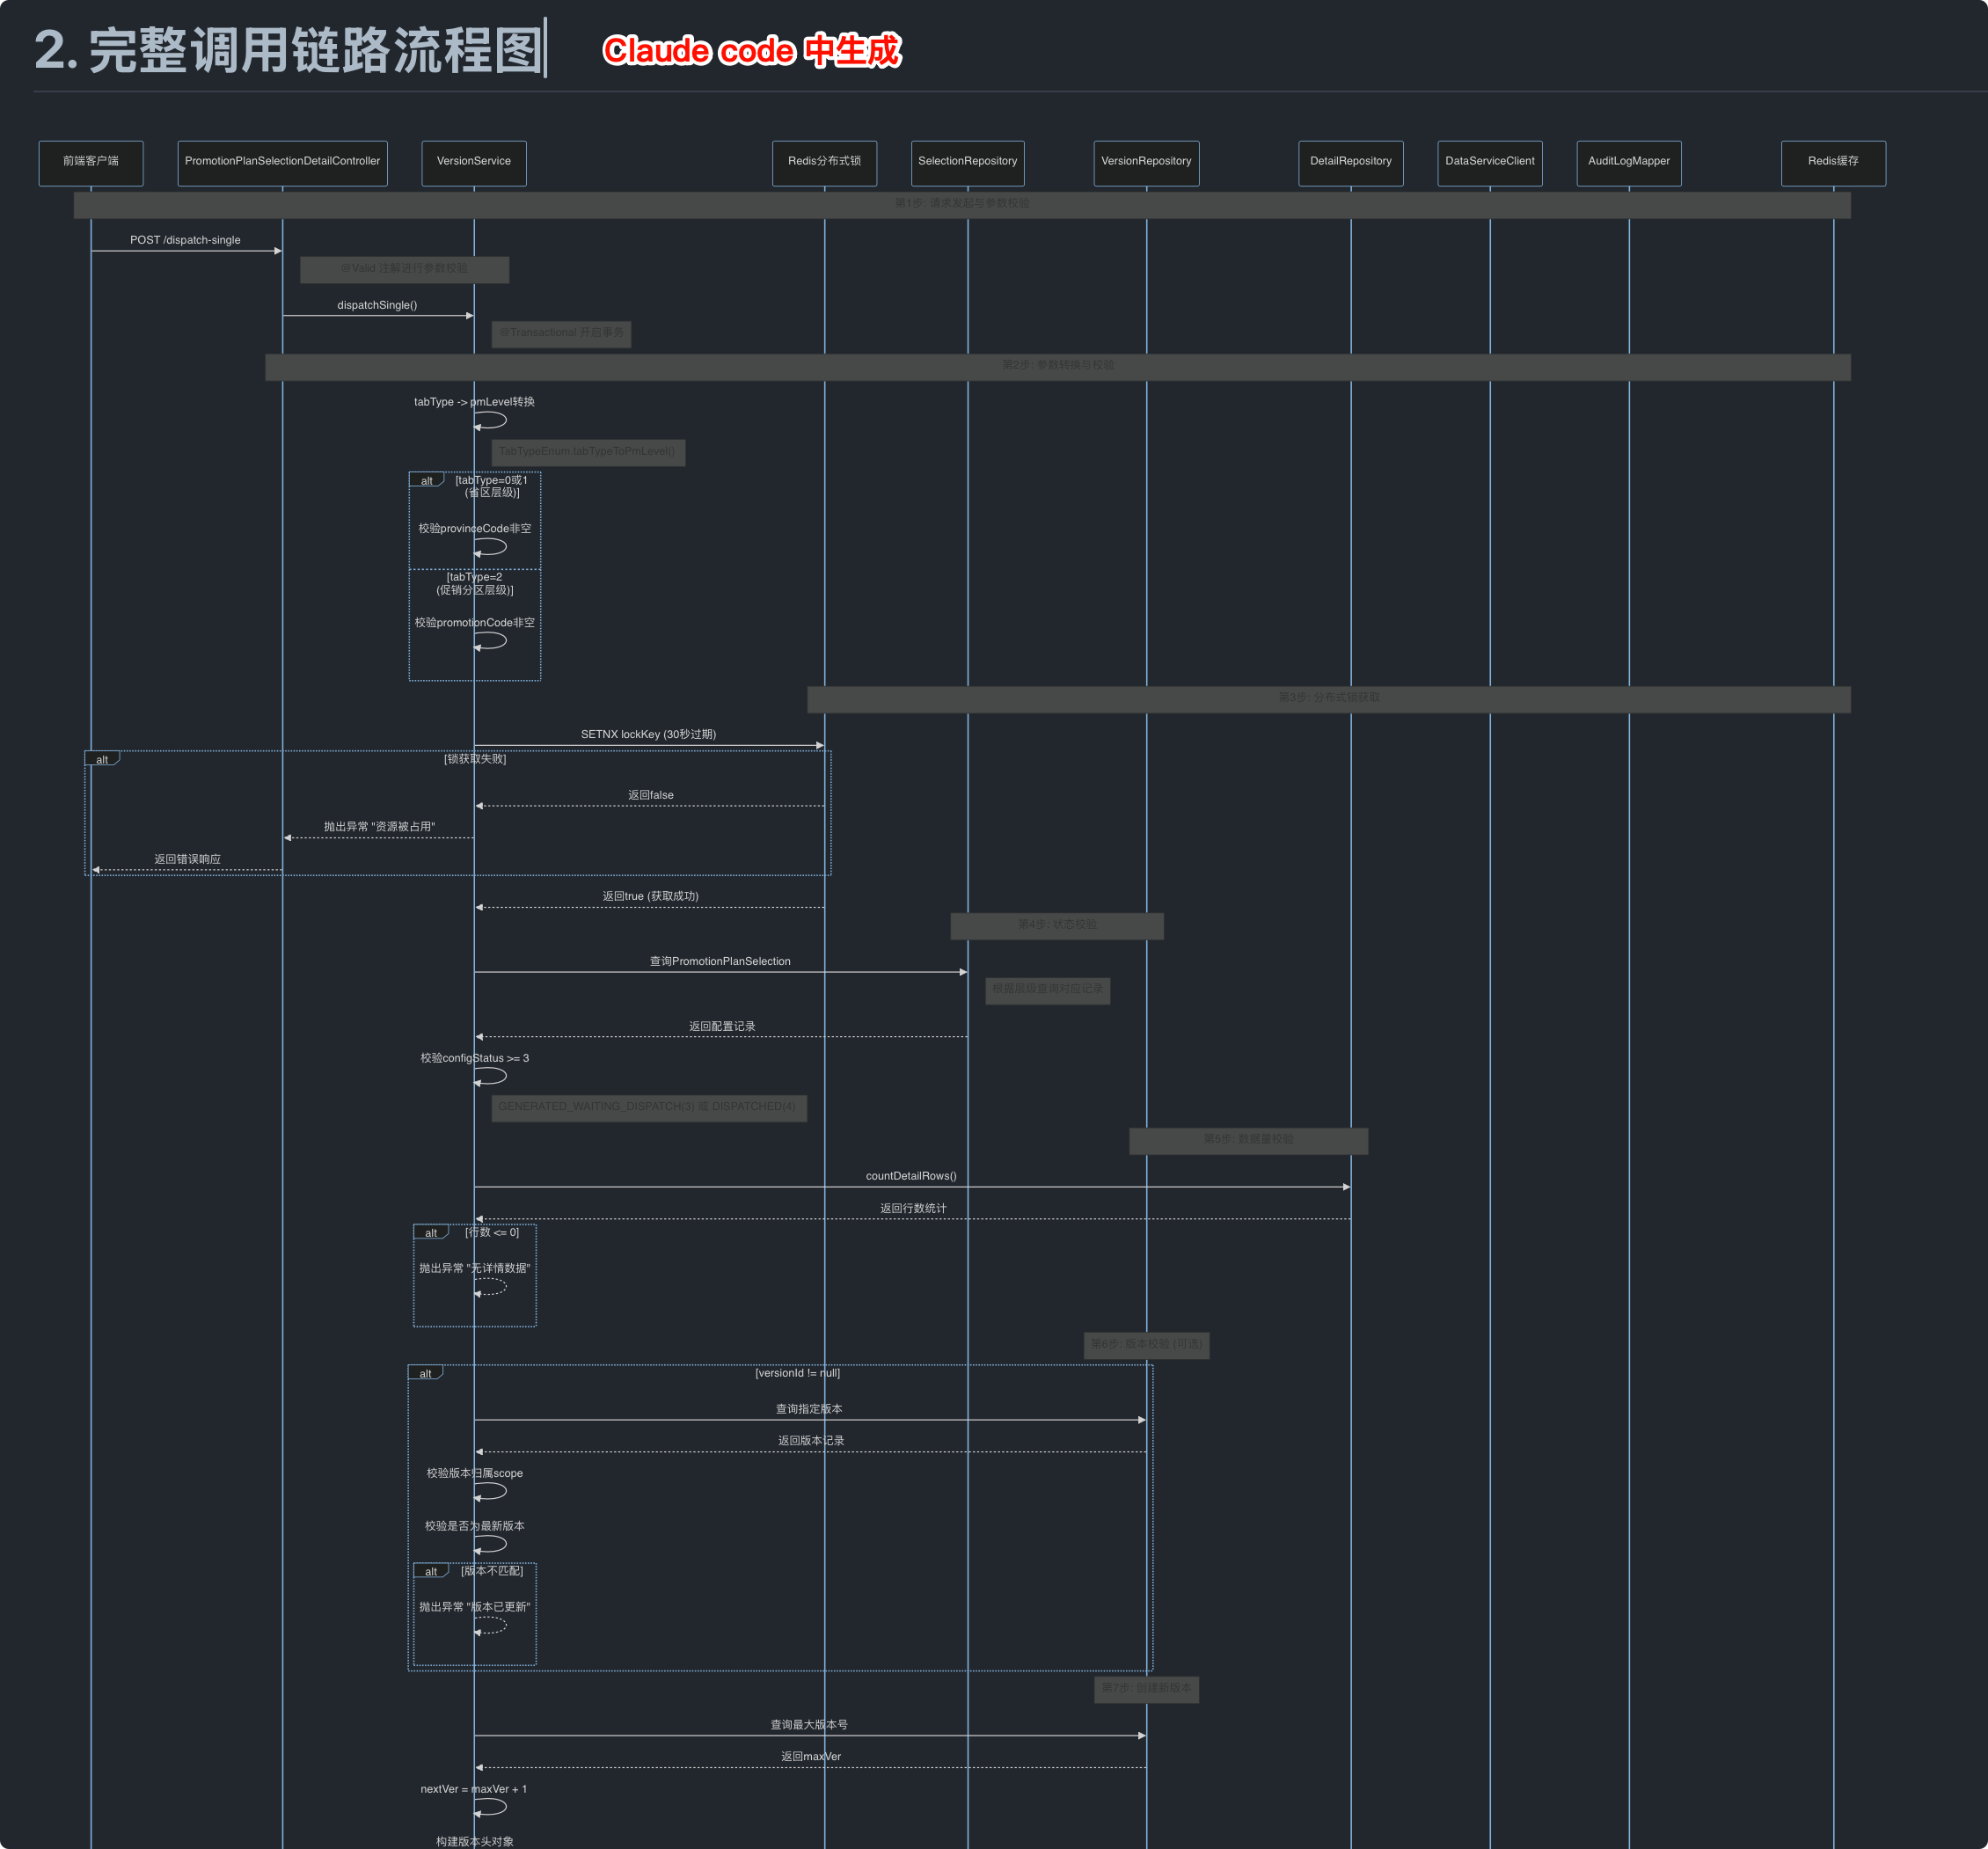 2. 完整调用链路流程图
Claude code 中生成
前端客户端
PromotionPlanSelectionDetailController
VersionService
Redis分布式锁
SelectionRepository
VersionRepository
DetailRepository
DataServiceClient
AuditLogMapper
Redis缓存
第1步: 请求发起与参数校验
POST /dispatch-single
@Valid 注解进行参数校验
dispatchSingle()
@Transactional 开启事务
第2步: 参数转换与校验
tabType -> pmLevel转换
TabTypeEnum.tabTypeToPmLevel()
alt
[tabType=0或1
(省区层级)]
校验provinceCode非空
[tabType=2
(促销分区层级)]
校验promotionCode非空
第3步: 分布式锁获取
SETNX lockKey (30秒过期)
alt
[锁获取失败]
返回false
抛出异常 "资源被占用"
返回错误响应
返回true (获取成功)
第4步: 状态校验
查询PromotionPlanSelection
根据层级查询对应记录
返回配置记录
校验configStatus >= 3
GENERATED_WAITING_DISPATCH(3) 或 DISPATCHED(4)
第5步: 数据量校验
countDetailRows()
返回行数统计
alt
[行数 <= 0]
抛出异常 "无详情数据"
第6步: 版本校验 (可选)
alt
[versionId != null]
查询指定版本
返回版本记录
校验版本归属scope
校验是否为最新版本
alt
[版本不匹配]
抛出异常 "版本已更新"
第7步: 创建新版本
查询最大版本号
返回maxVer
nextVer = maxVer + 1
构建版本头对象